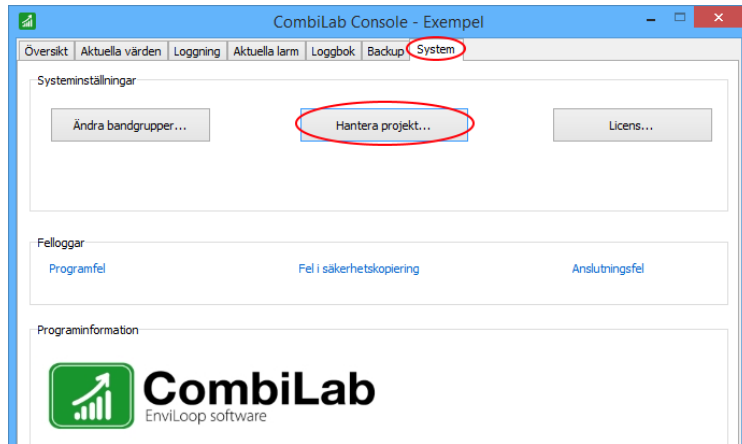 CombiLab Console - Exempel
Översikt Aktuella värden Loggning Aktuella larm Loggbok Backup System
Systeminställningar
Ändra bandgrupper... Hantera projekt... Licens...
Felloggar
Programfel Fel i säkerhetskopiering Anslutningsfel
Programinformation
CombiLab
EnviLoop software